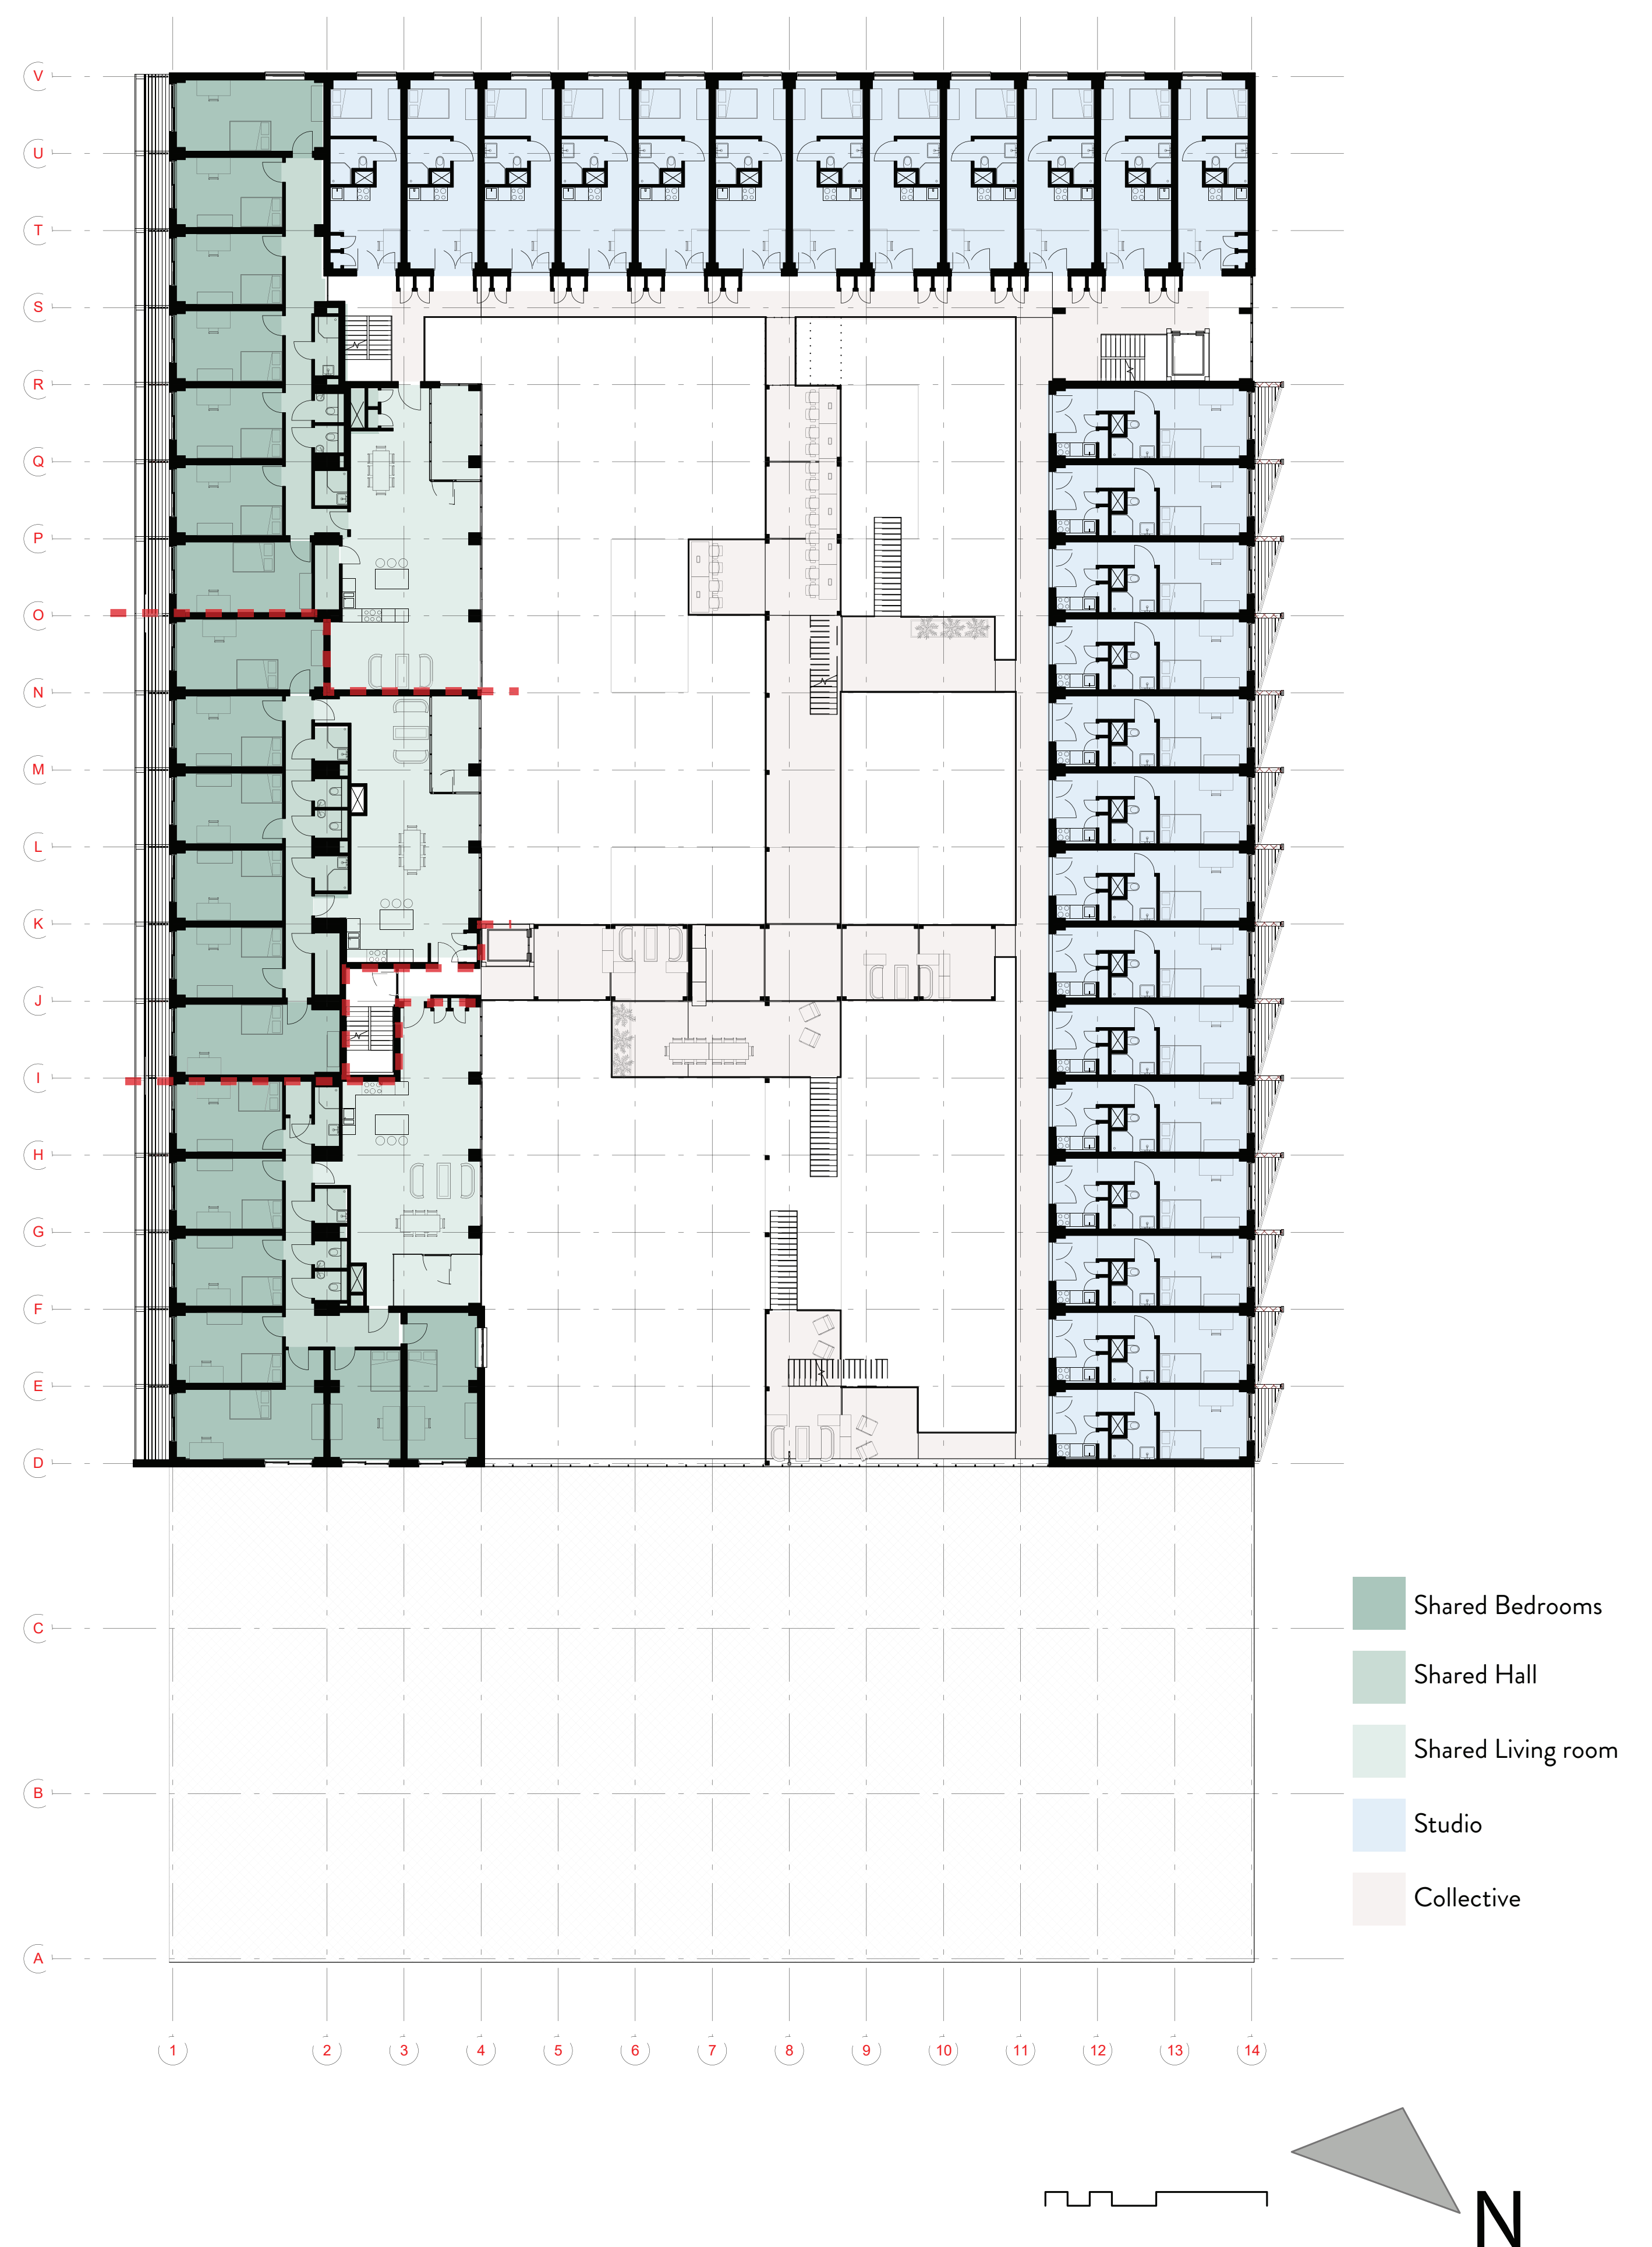 V
U
T
S
R
Q
P
O
N
M
L
K
J
I
H
G
F
E
D
C
B
A
Shared Bedrooms
Shared Hall
Shared Living room
Studio
Collective
1 2 3 4 5 6 7 8 9 10 11 12 13 14
N